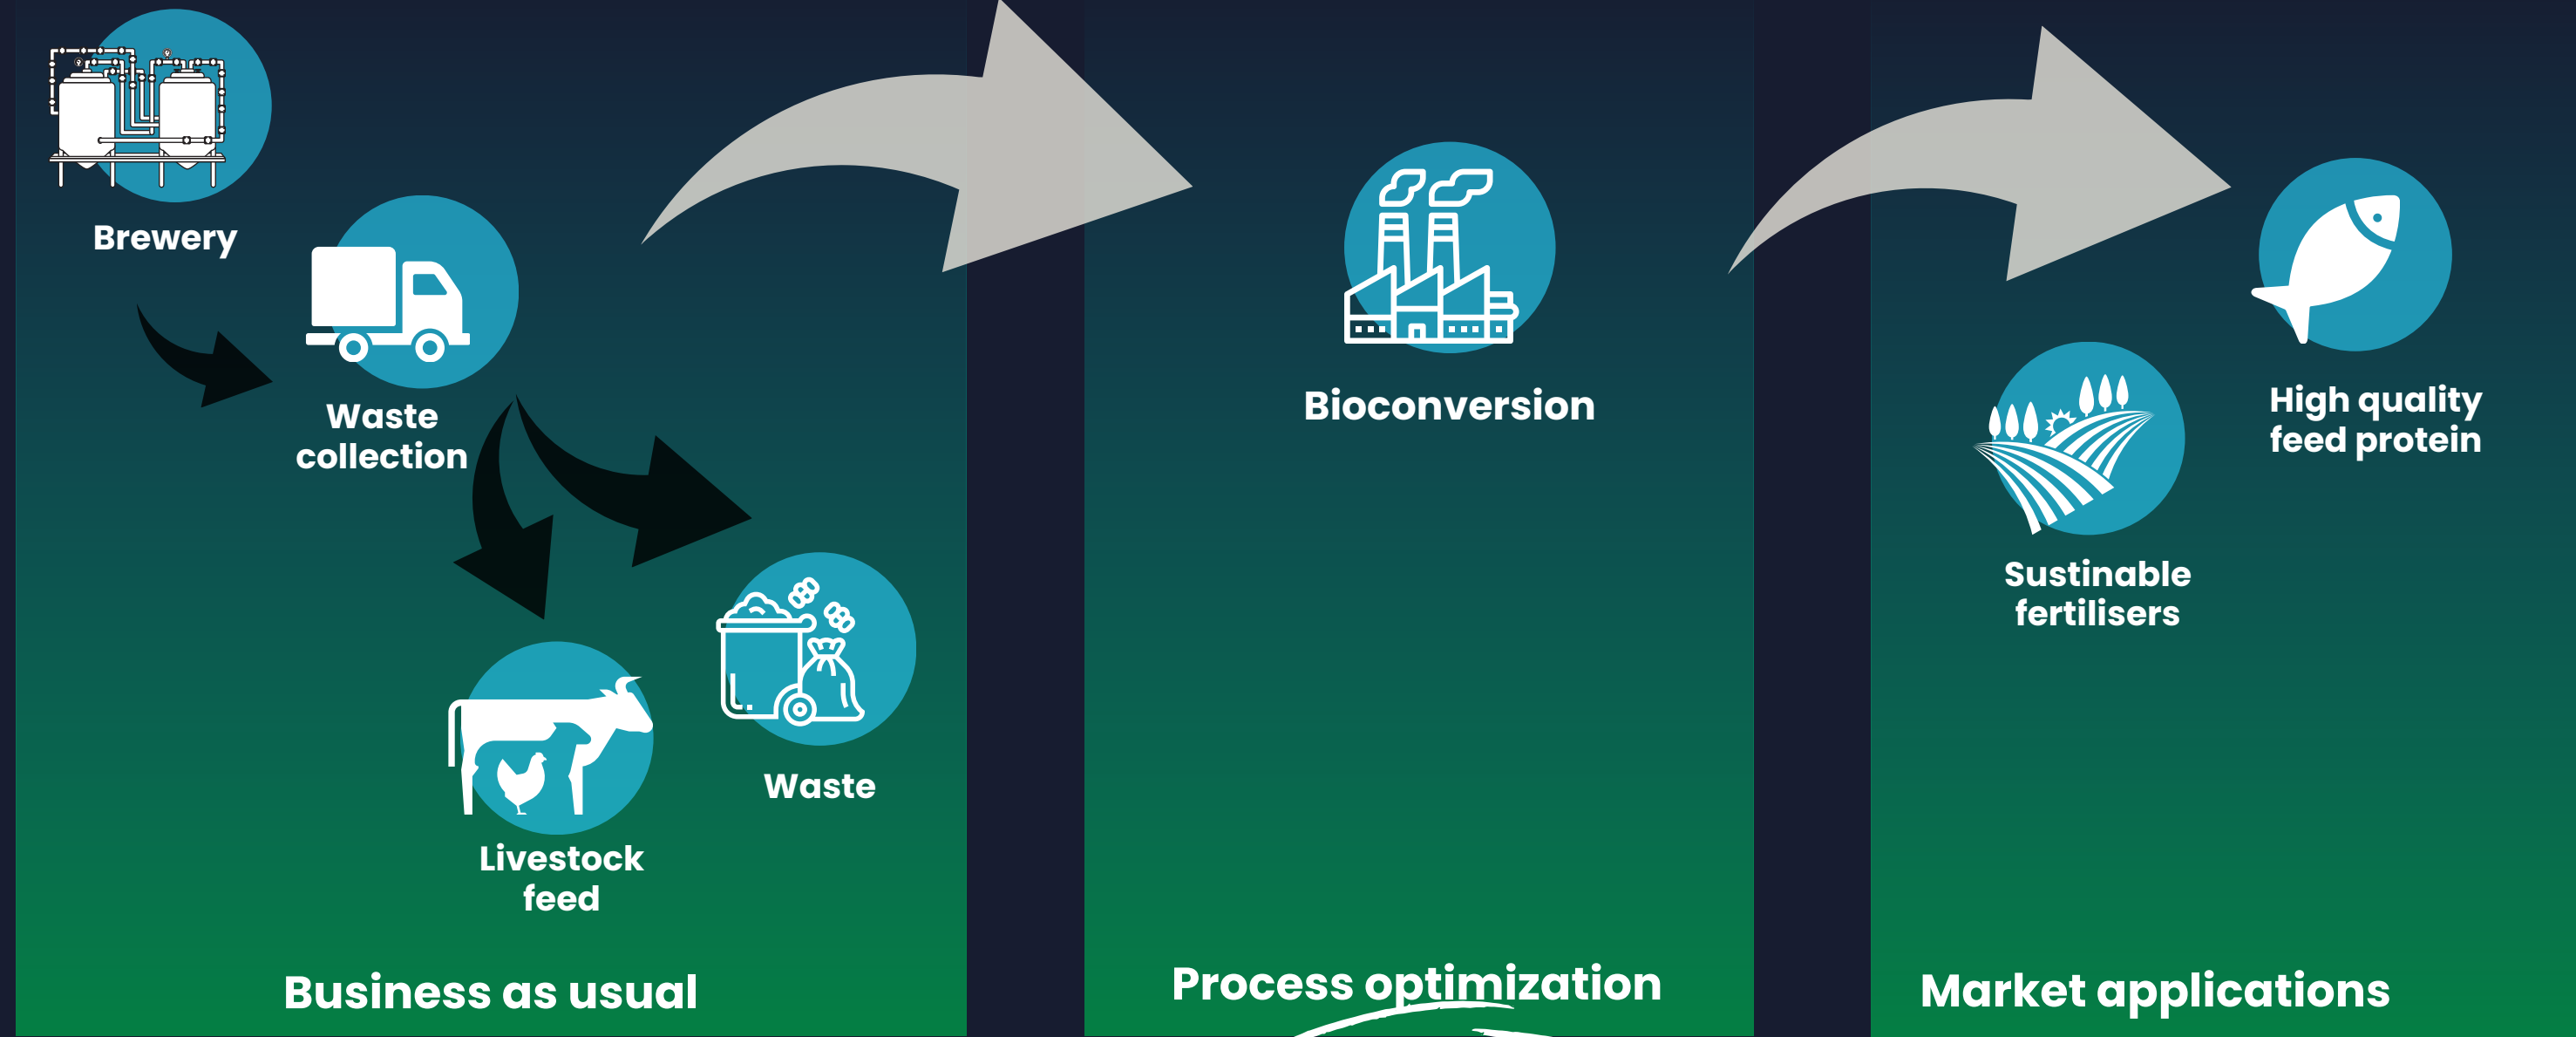 Brewery
Waste
collection
Livestock
feed
Waste
Business as usual
Bioconversion
Process optimization
High quality
feed protein
Sustinable
fertilisers
Market applications